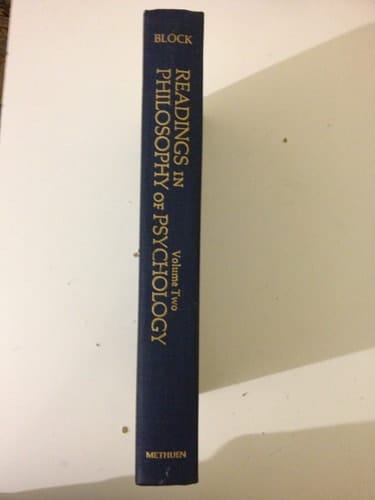 BLOCK
READINGS IN
PHILOSOPHY OF PSYCHOLOGY
Volume Two
METHUEN